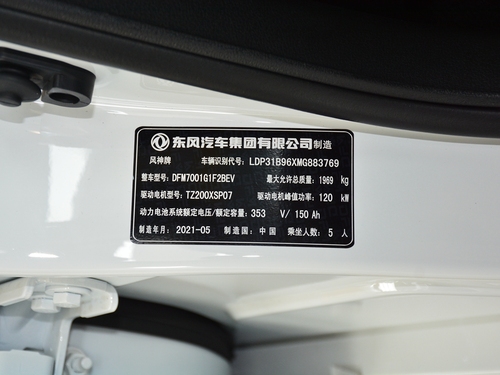 东风汽车集团有限公司制造
风神牌 车辆识别代号: LDP31B96XMG883769
整车型号: DFM7001G1F2BEV 最大允许总质量: 1969 kg
驱动电机型号: TZ200XSP07 驱动电机峰值功率: 120 kW
动力电池系统额定电压/额定容量: 353 V/ 150 Ah
制造年月: 2021-05 制造国: 中国 乘坐人数: 5 人